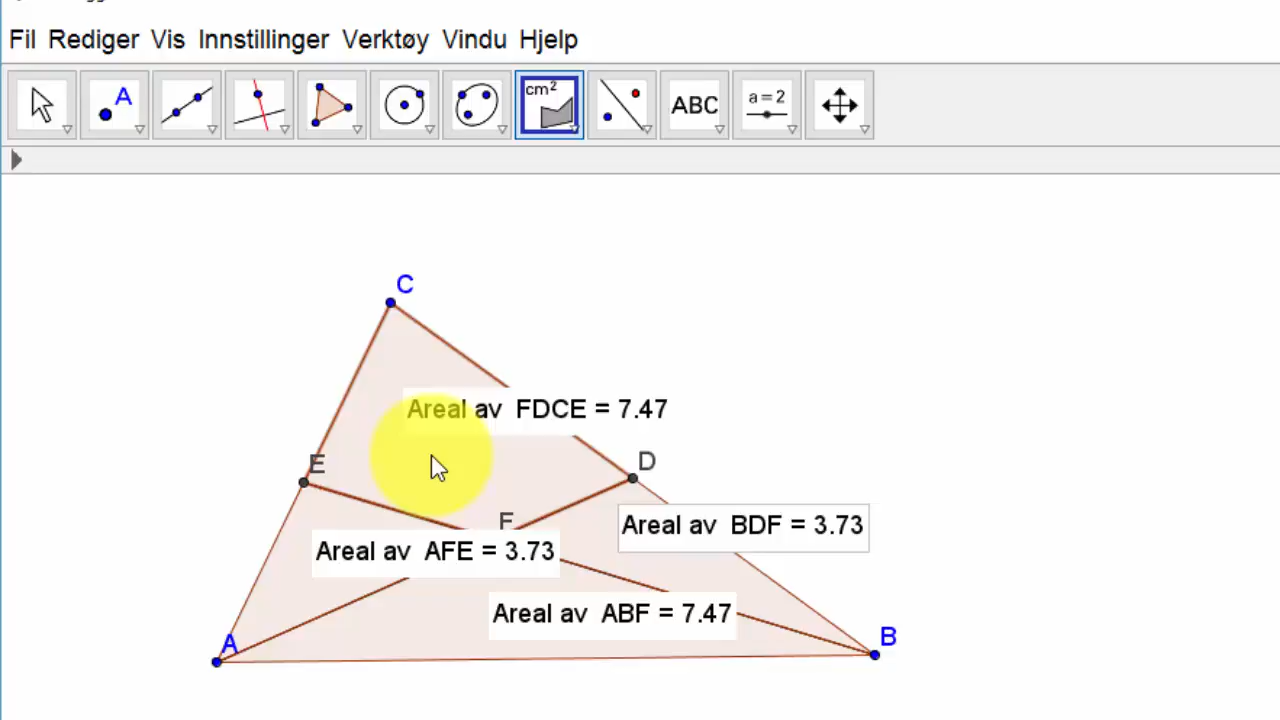 Fil Rediger Vis Innstillinger Verktøy Vindu Hjelp
A cm² ABC a=2
C
Areal av FDCE = 7.47
E
D
F
Areal av BDF = 3.73
Areal av AFE = 3.73
Areal av ABF = 7.47
A
B